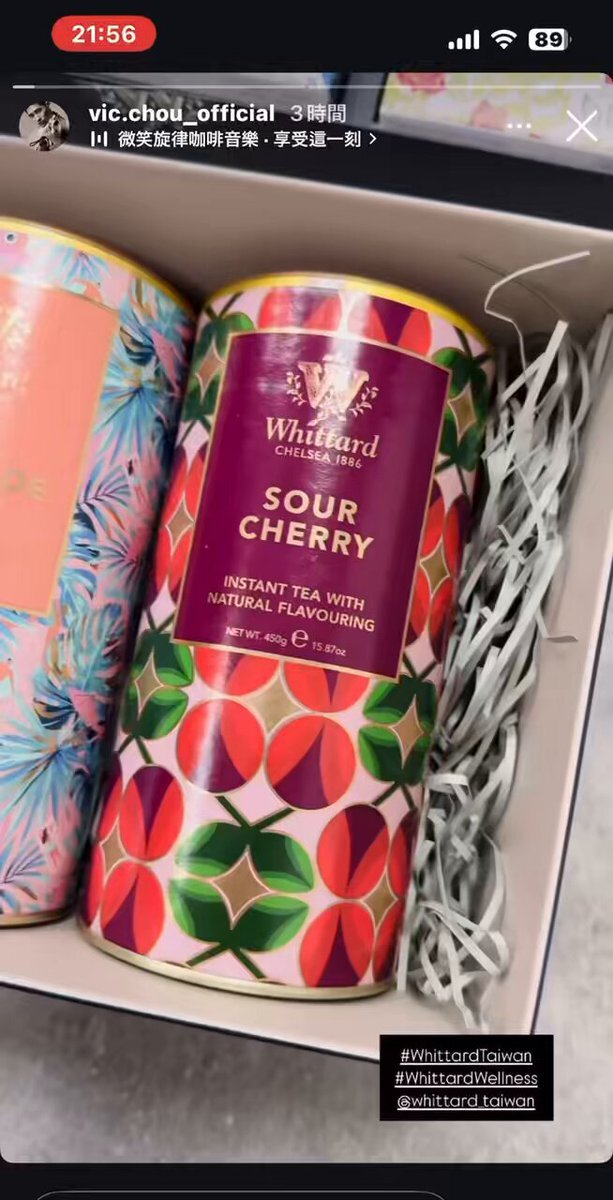 21:56
89
vic.chou_official 3時間
微笑旋律咖啡音樂 · 享受這一刻 >
W
Whittard
CHELSEA 1886
SOUR
CHERRY
INSTANT TEA WITH
NATURAL FLAVOURING
NET WT. 450g e 15.87oz
#WhittardTaiwan
#WhittardWellness
@whittard_taiwan